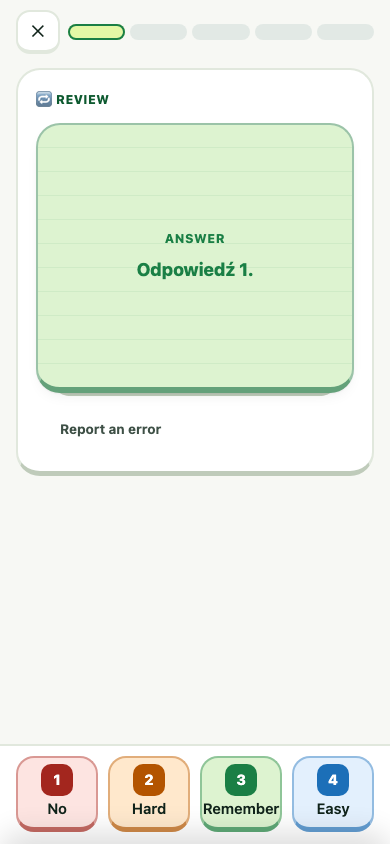 REVIEW
ANSWER
Odpowiedź 1.
Report an error
1 2 3 4
No Hard Remember Easy